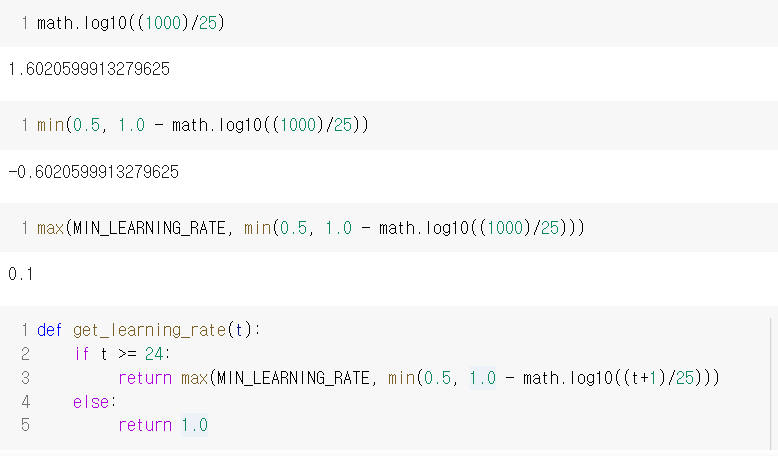 1 math.log10((1000)/25)
1.6020599913279625
1 min(0.5, 1.0 - math.log10((1000)/25))
-0.6020599913279625
1 max(MIN_LEARNING_RATE, min(0.5, 1.0 - math.log10((1000)/25)))
0.1
1 def get_learning_rate(t):
2     if t >= 24:
3         return max(MIN_LEARNING_RATE, min(0.5, 1.0 - math.log10((t+1)/25)))
4     else:
5         return 1.0